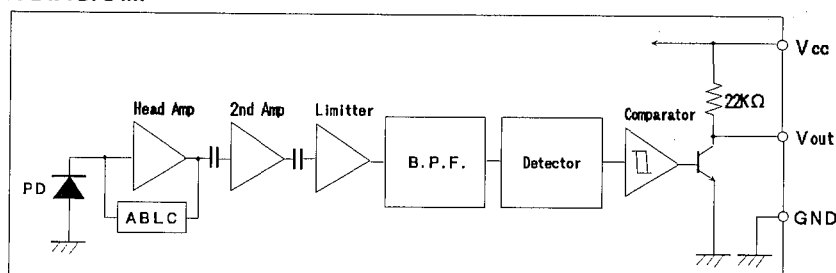 Vcc
Head Amp
2nd Amp
Limitter
Comparator
22KΩ
Vout
B.P.F.
Detector
PD
ABLC
GND